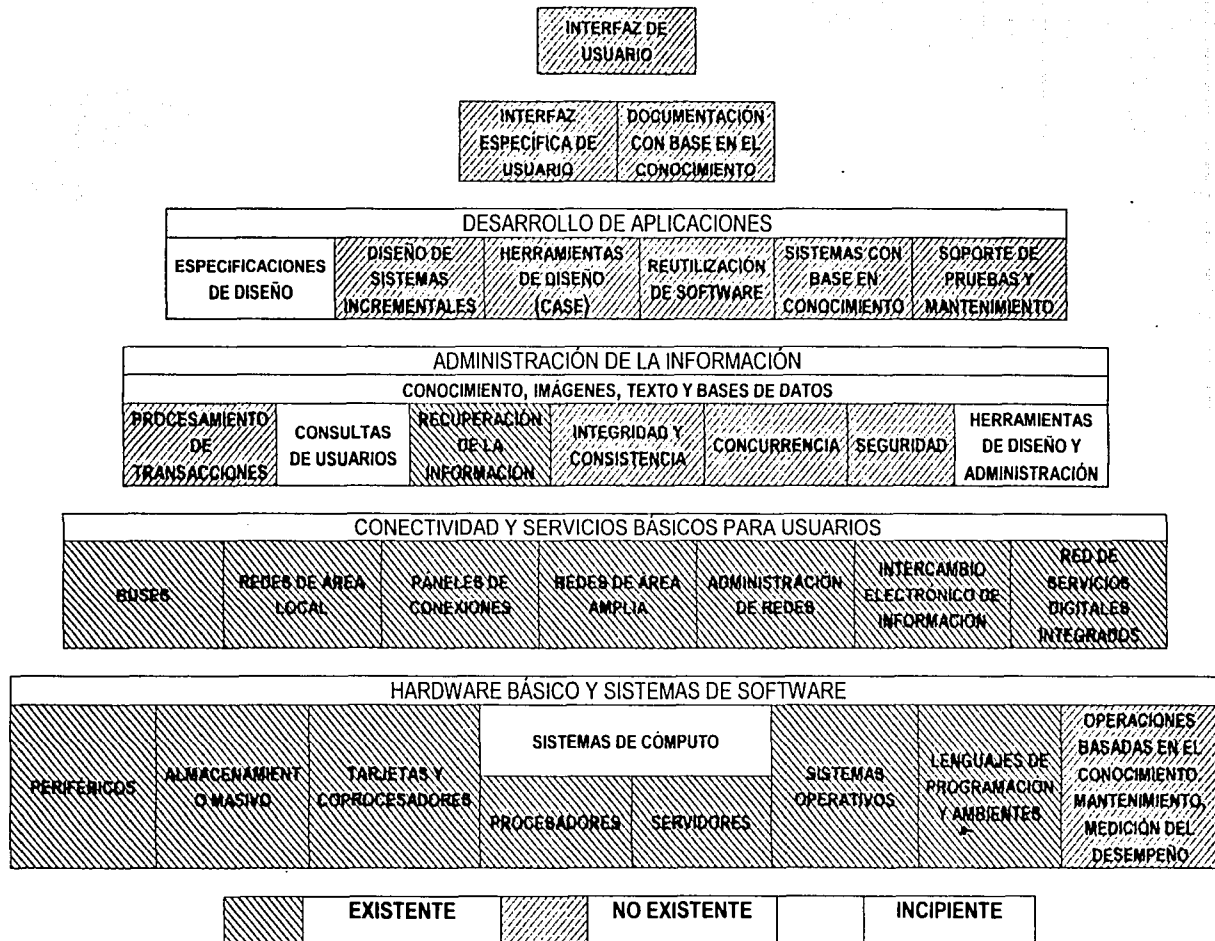 INTERFAZ DE
USUARIO
INTERFAZ
ESPECÍFICA DE
USUARIO
DOCUMENTACIÓN
CON BASE EN EL
CONOCIMIENTO
DESARROLLO DE APLICACIONES
ESPECIFICACIONES
DE DISEÑO
DISEÑO DE
SISTEMAS
INCREMENTALES
HERRAMIENTAS
DE DISEÑO
(CASE)
REUTILIZACIÓN
DE SOFTWARE
SISTEMAS CON
BASE EN
CONOCIMIENTO
SOPORTE DE
PRUEBAS Y
MANTENIMIENTO
ADMINISTRACIÓN DE LA INFORMACIÓN
CONOCIMIENTO, IMÁGENES, TEXTO Y BASES DE DATOS
PROCESAMIENTO
DE
TRANSACCIONES
CONSULTAS
DE USUARIOS
RECUPERACIÓN
DE LA
INFORMACIÓN
INTEGRIDAD Y
CONSISTENCIA
CONCURRENCIA
SEGURIDAD
HERRAMIENTAS
DE DISEÑO Y
ADMINISTRACIÓN
CONECTIVIDAD Y SERVICIOS BÁSICOS PARA USUARIOS
BUSES
REDES DE ÁREA
LOCAL
PÁNELES DE
CONEXIONES
REDES DE ÁREA
AMPLIA
ADMINISTRACIÓN
DE REDES
INTERCAMBIO
ELECTRÓNICO DE
INFORMACIÓN
RED DE
SERVICIOS
DIGITALES
INTEGRADOS
HARDWARE BÁSICO Y SISTEMAS DE SOFTWARE
PERIFÉRICOS
ALMACENAMIENT
O MASIVO
TARJETAS Y
COPROCESADORES
SISTEMAS DE CÓMPUTO
PROCESADORES
SERVIDORES
SISTEMAS
OPERATIVOS
LENGUAJES DE
PROGRAMACIÓN
Y AMBIENTES
OPERACIONES
BASADAS EN EL
CONOCIMIENTO.
MANTENIMIENTO,
MEDICIÓN DEL
DESEMPEÑO
EXISTENTE
NO EXISTENTE
INCIPIENTE